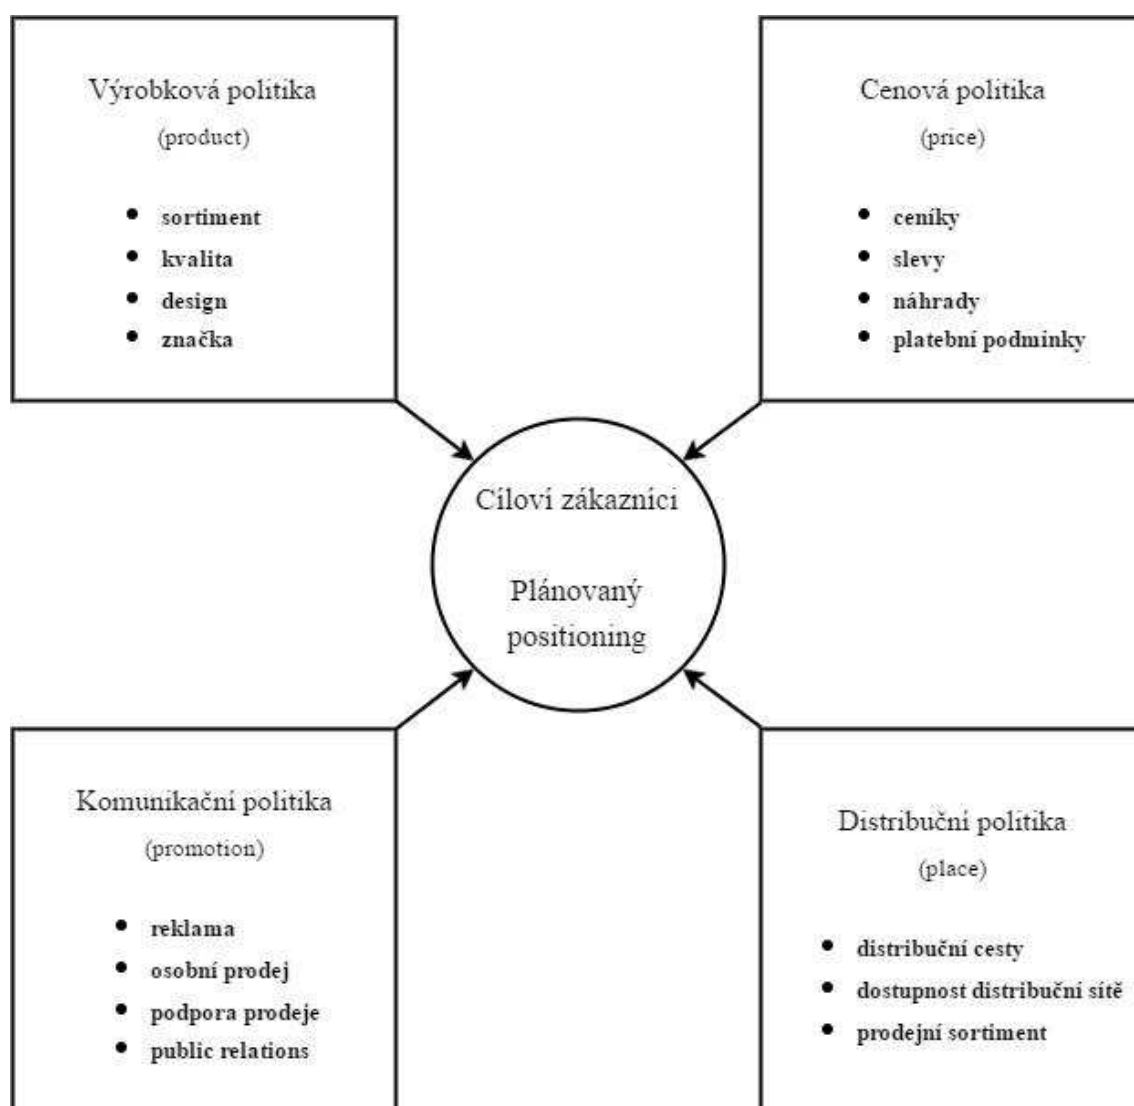 Výrobková politika
(product)
sortiment
kvalita
design
značka
Cenová politika
(price)
ceníky
slevy
náhrady
platební podmínky
Cíloví zákazníci
Plánovaný
positioning
Komunikační politika
(promotion)
reklama
osobní prodej
podpora prodeje
public relations
Distribuční politika
(place)
distribuční cesty
dostupnost distribuční sítě
prodejní sortiment